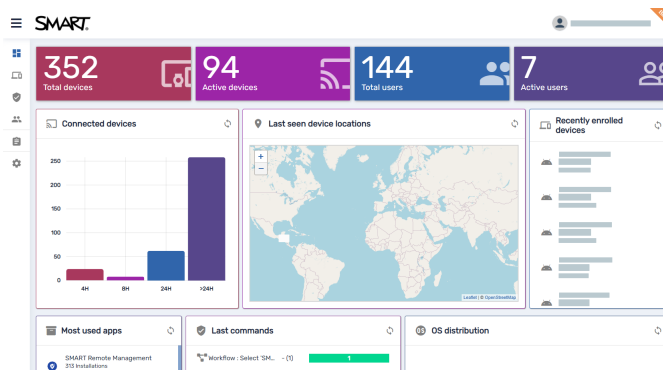 SMART
352
Total devices
94
Active devices
144
Total users
7
Active users
Connected devices
250
200
150
100
50
0
4H
8H
24H
>24H
Last seen device locations
+
−
Leaflet | © OpenStreetMap
Recently enrolled
devices
Most used apps
SMART Remote Management
313 Installations
Last commands
Workflow : Select 'SM... - (1)
1
OS
OS distribution